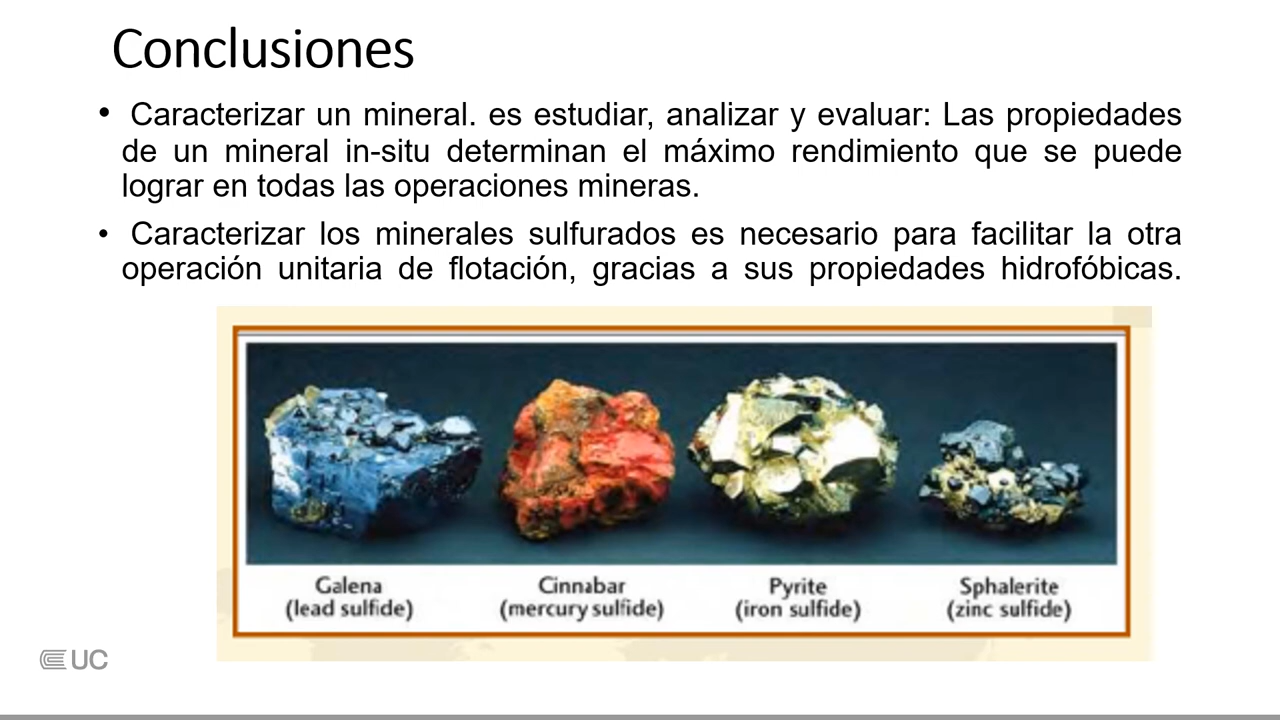 Conclusiones
• Caracterizar un mineral. es estudiar, analizar y evaluar: Las propiedades
de un mineral in-situ determinan el máximo rendimiento que se puede
lograr en todas las operaciones mineras.
• Caracterizar los minerales sulfurados es necesario para facilitar la otra
operación unitaria de flotación, gracias a sus propiedades hidrofóbicas.
Galena
(lead sulfide)
Cinnabar
(mercury sulfide)
Pyrite
(iron sulfide)
Sphalerite
(zinc sulfide)
UC